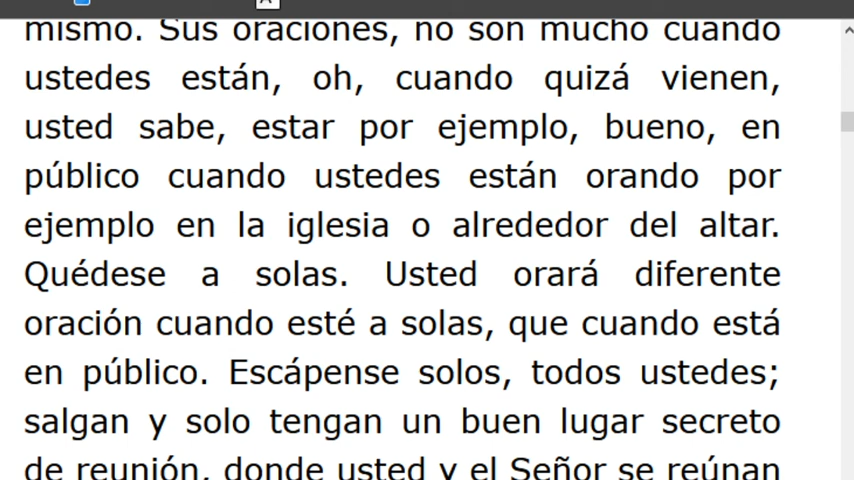 mismo. Sus oraciones, no son mucho cuando
ustedes están, oh, cuando quizá vienen,
usted sabe, estar por ejemplo, bueno, en
público cuando ustedes están orando por
ejemplo en la iglesia o alrededor del altar.
Quédese a solas. Usted orará diferente
oración cuando esté a solas, que cuando está
en público. Escápense solos, todos ustedes;
salgan y solo tengan un buen lugar secreto
de reunión, donde usted y el Señor se reúnan